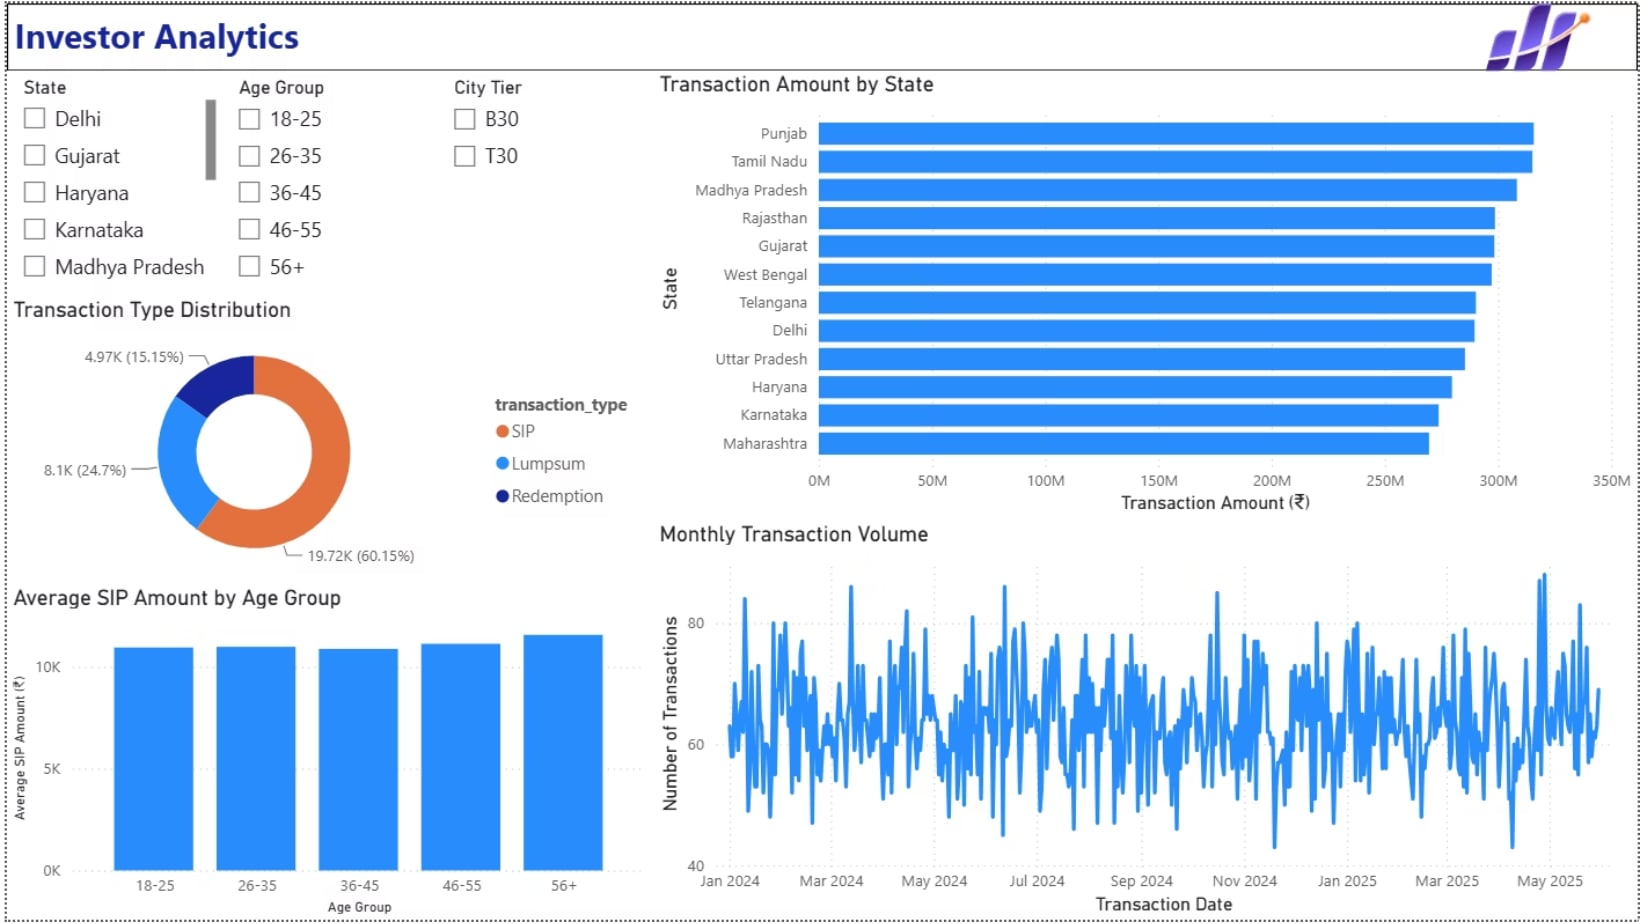 Investor Analytics
State
Delhi
Gujarat
Haryana
Karnataka
Madhya Pradesh
Age Group
18-25
26-35
36-45
46-55
56+
City Tier
B30
T30
Transaction Type Distribution
4.97K (15.15%)
8.1K (24.7%)
19.72K (60.15%)
transaction_type
SIP
Lumpsum
Redemption
Average SIP Amount by Age Group
Average SIP Amount (₹)
10K
5K
0K
18-25
26-35
36-45
46-55
56+
Age Group
Transaction Amount by State
State
Punjab
Tamil Nadu
Madhya Pradesh
Rajasthan
Gujarat
West Bengal
Telangana
Delhi
Uttar Pradesh
Haryana
Karnataka
Maharashtra
0M
50M
100M
150M
200M
250M
300M
350M
Transaction Amount (₹)
Monthly Transaction Volume
Number of Transactions
80
60
40
Jan 2024
Mar 2024
May 2024
Jul 2024
Sep 2024
Nov 2024
Jan 2025
Mar 2025
May 2025
Transaction Date